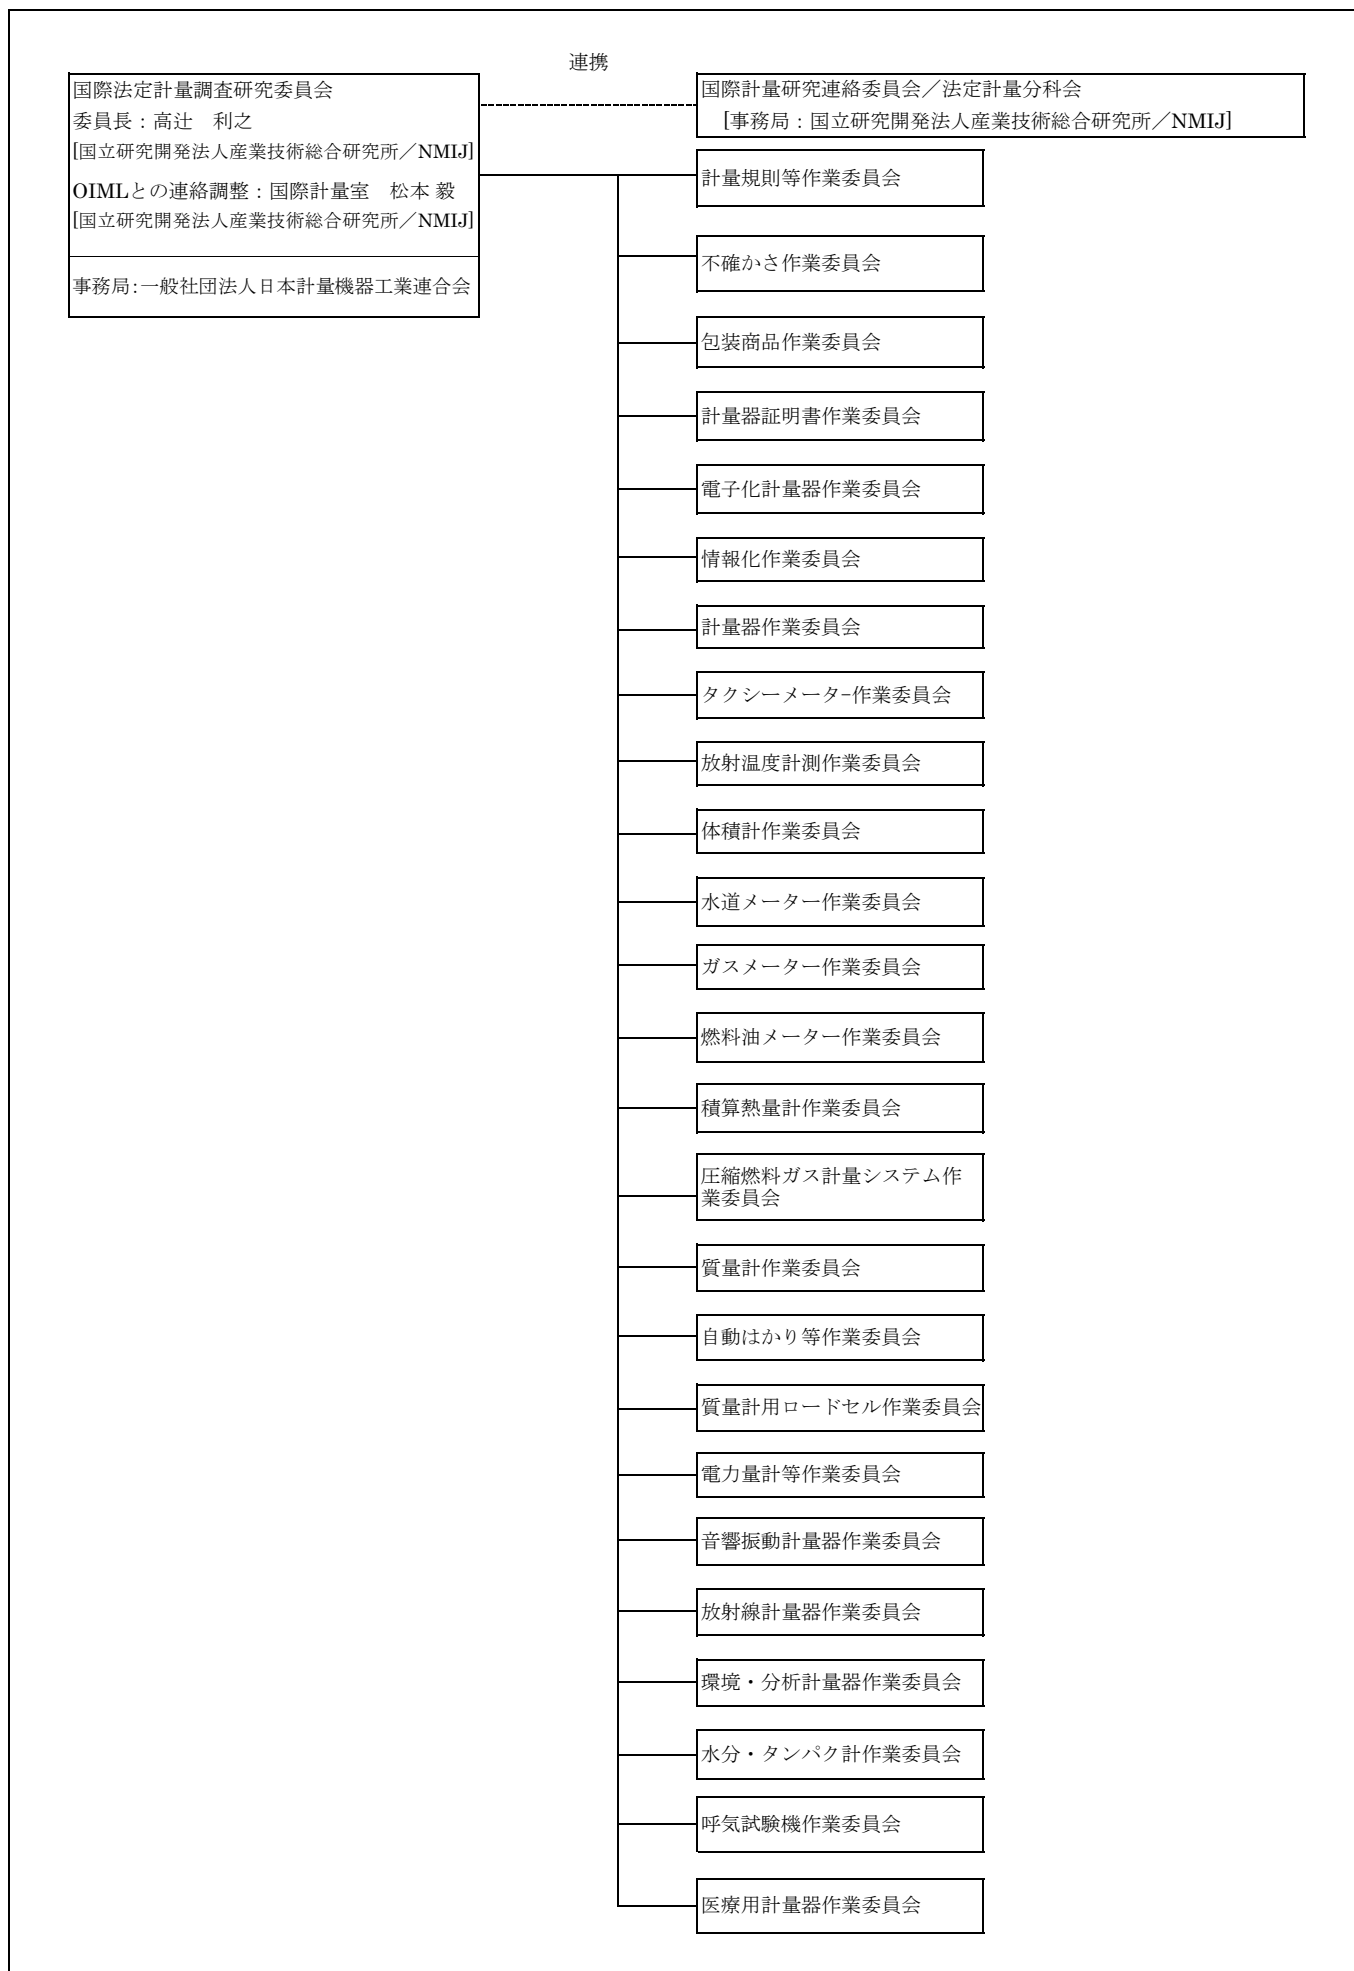 連携
国際法定計量調査研究委員会
委員長：高辻　利之
[国立研究開発法人産業技術総合研究所／NMIJ]
OIMLとの連絡調整：国際計量室　松本 毅
[国立研究開発法人産業技術総合研究所／NMIJ]
事務局:一般社団法人日本計量機器工業連合会
国際計量研究連絡委員会／法定計量分科会
[事務局：国立研究開発法人産業技術総合研究所／NMIJ]
計量規則等作業委員会
不確かさ作業委員会
包装商品作業委員会
計量器証明書作業委員会
電子化計量器作業委員会
情報化作業委員会
計量器作業委員会
タクシーメーター作業委員会
放射温度計測作業委員会
体積計作業委員会
水道メーター作業委員会
ガスメーター作業委員会
燃料油メーター作業委員会
積算熱量計作業委員会
圧縮燃料ガス計量システム作
業委員会
質量計作業委員会
自動はかり等作業委員会
質量計用ロードセル作業委員会
電力量計等作業委員会
音響振動計量器作業委員会
放射線計量器作業委員会
環境・分析計量器作業委員会
水分・タンパク計作業委員会
呼気試験機作業委員会
医療用計量器作業委員会